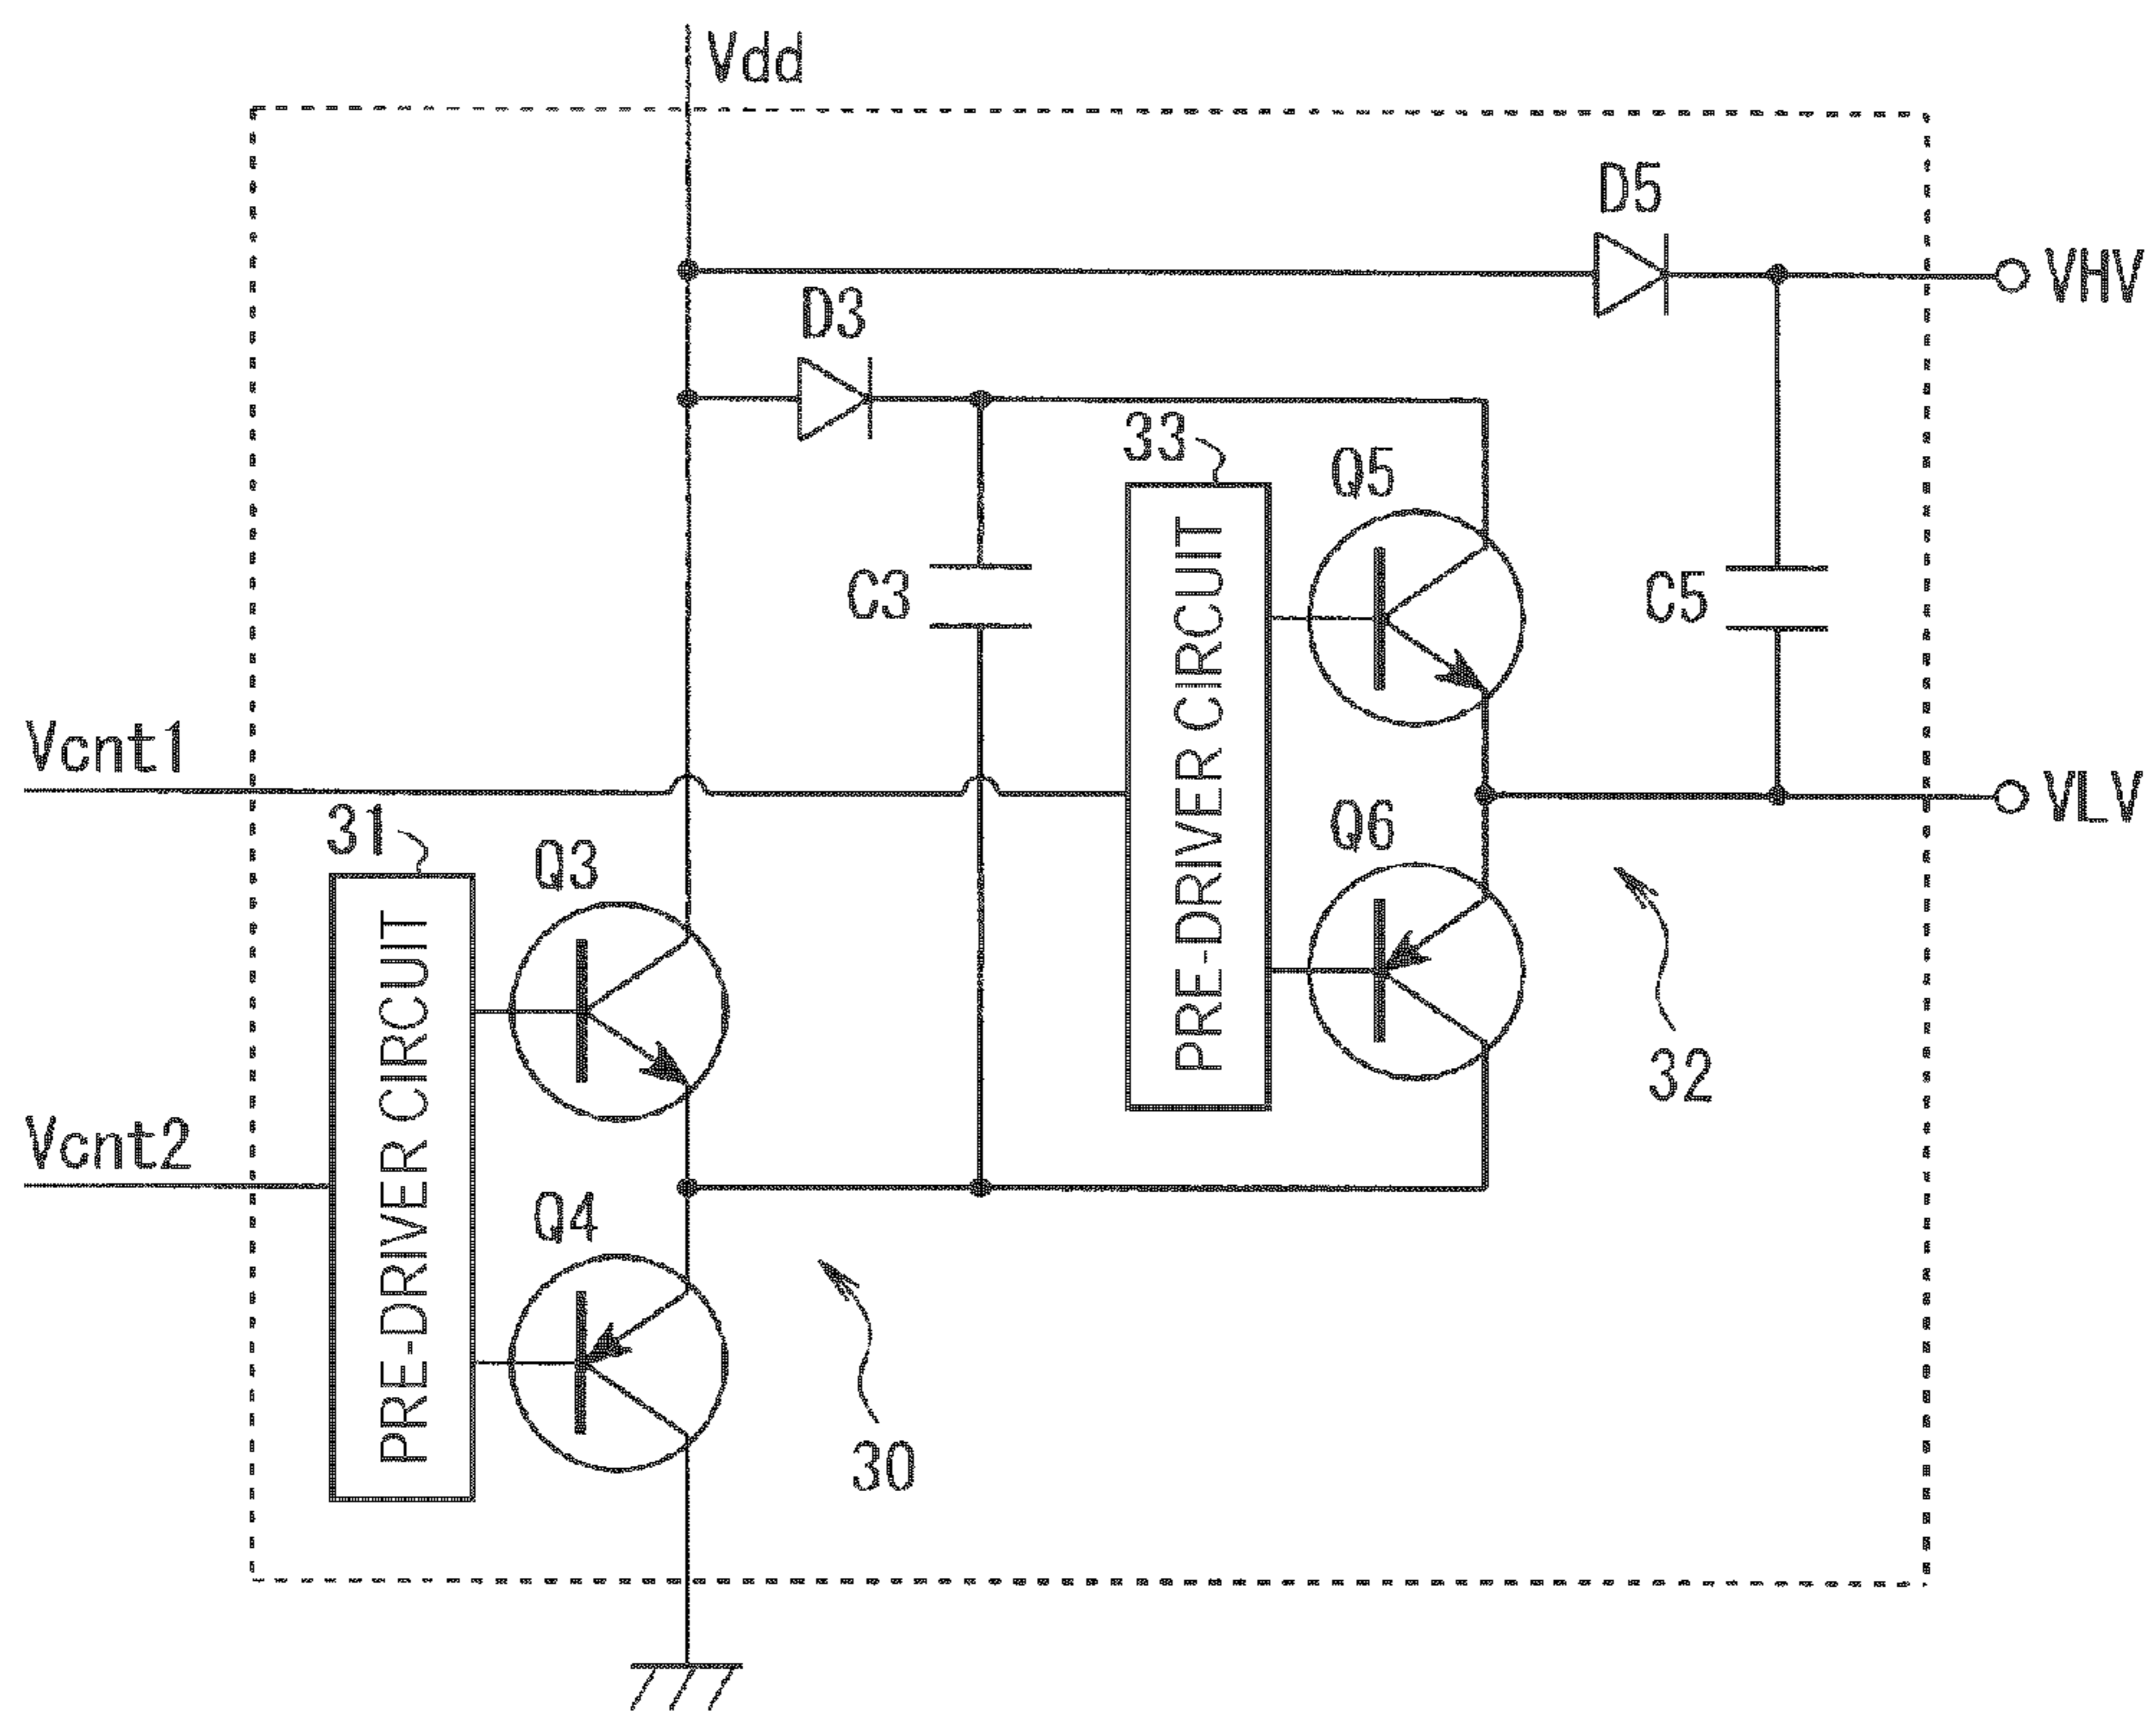 Vdd
D5
VHV
D3
33
Q5
C3
PRE-DRIVER CIRCUIT
C5
Vcnt1
VLV
31
Q3
Q6
PRE-DRIVER CIRCUIT
32
Vcnt2
Q4
30